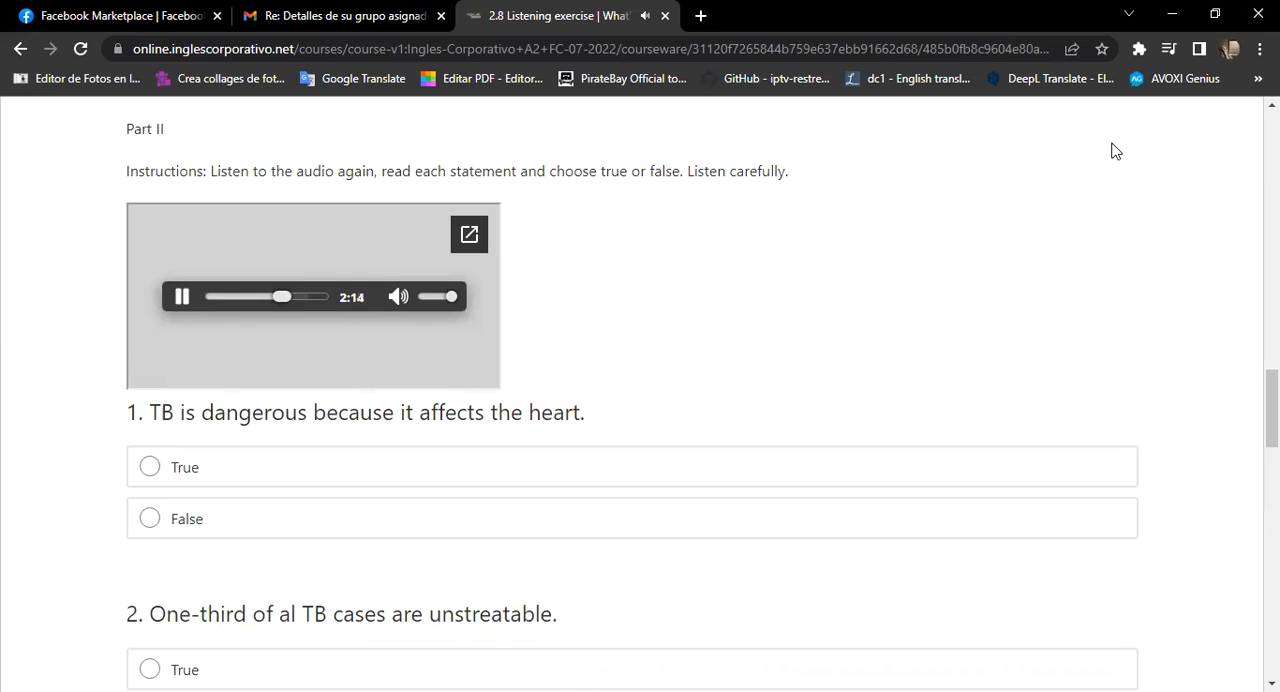 Facebook Marketplace | Faceboo
Re: Detalles de su grupo asignad
2.8 Listening exercise | What'
online.inglescorporativo.net/courses/course-v1:Ingles-Corporativo+A2+FC-07-2022/courseware/31120f7265844b759e637ebb91662d68/485b0fb8c9604e80a...
Editor de Fotos en l...
Crea collages de fot...
Google Translate
Editar PDF - Editor...
PirateBay Official to...
GitHub - iptv-restre...
dc1 - English transl...
DeepL Translate - El...
AVOXI Genius
»
Part II
Instructions: Listen to the audio again, read each statement and choose true or false. Listen carefully.
2:14
1. TB is dangerous because it affects the heart.
True
False
2. One-third of al TB cases are unstreatable.
True